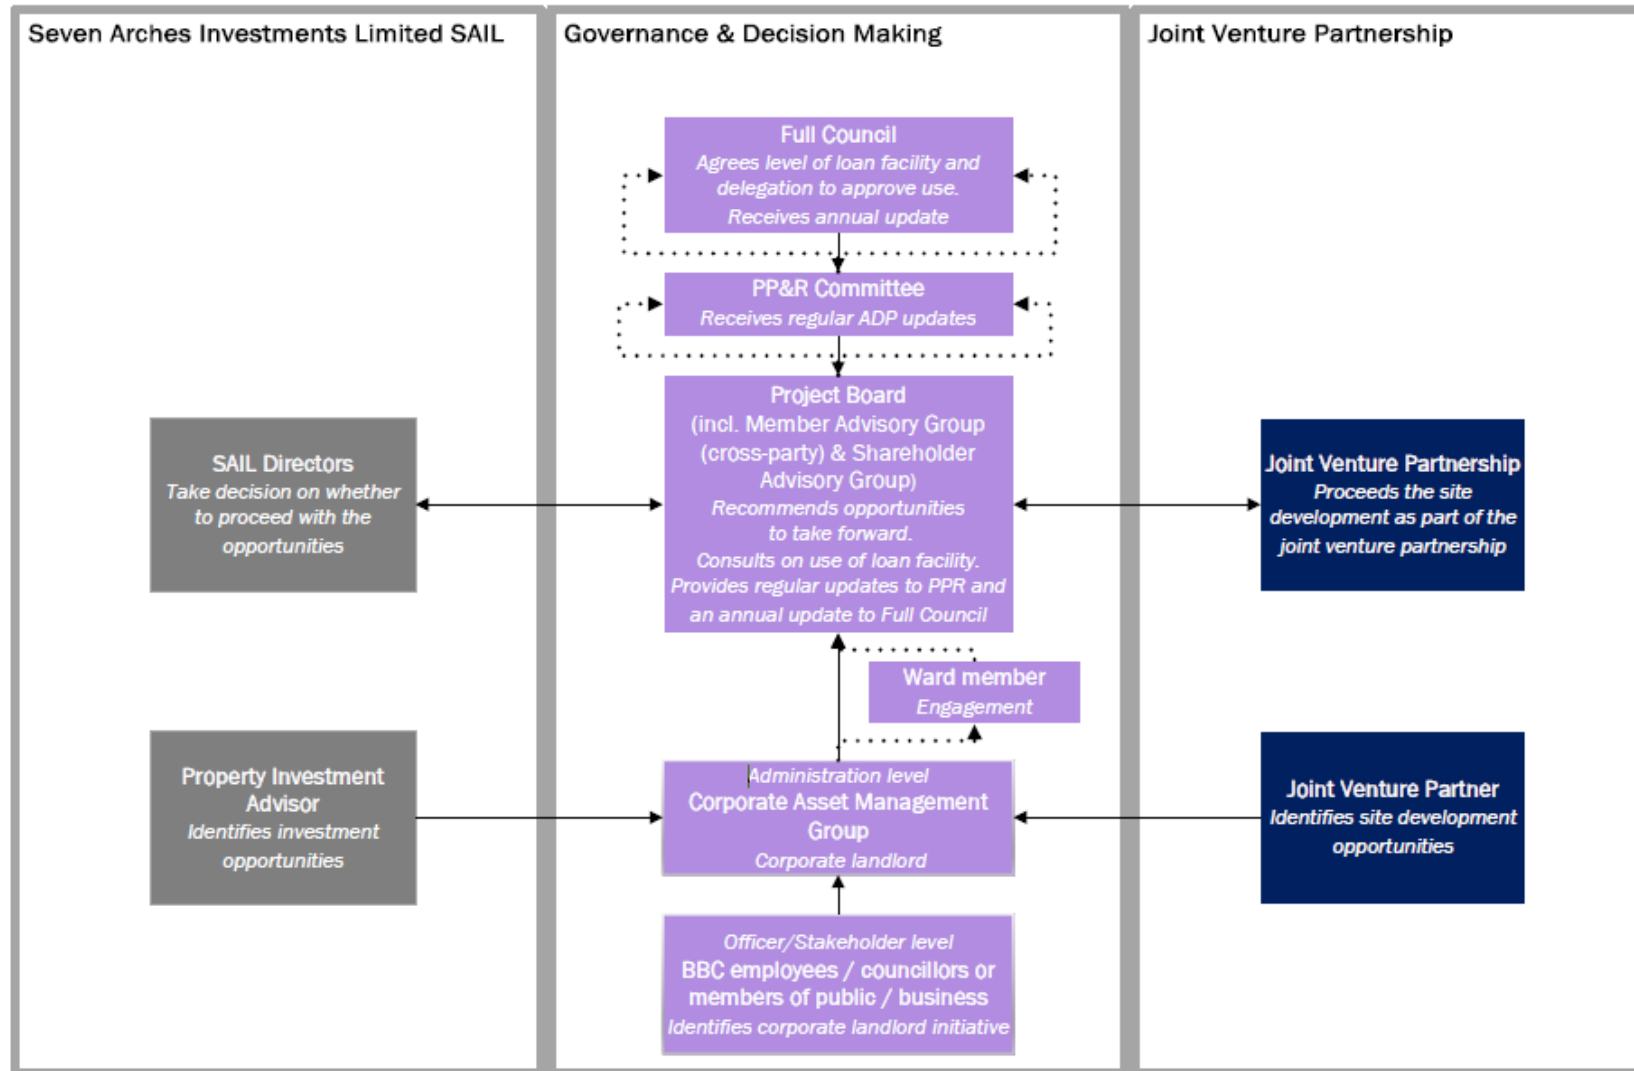 Seven Arches Investments Limited SAIL
Governance & Decision Making
Joint Venture Partnership
Full Council
Agrees level of loan facility and
delegation to approve use.
Receives annual update
PP&R Committee
Receives regular ADP updates
Project Board
(incl. Member Advisory Group
(cross-party) & Shareholder
Advisory Group)
Recommends opportunities
to take forward.
Consults on use of loan facility.
Provides regular updates to PPR and
an annual update to Full Council
SAIL Directors
Take decision on whether
to proceed with the
opportunities
Joint Venture Partnership
Proceeds the site
development as part of the
joint venture partnership
Ward member
Engagement
Property Investment
Advisor
Identifies investment
opportunities
Administration level
Corporate Asset Management
Group
Corporate landlord
Joint Venture Partner
Identifies site development
opportunities
Officer/Stakeholder level
BBC employees / councillors or
members of public / business
Identifies corporate landlord initiative